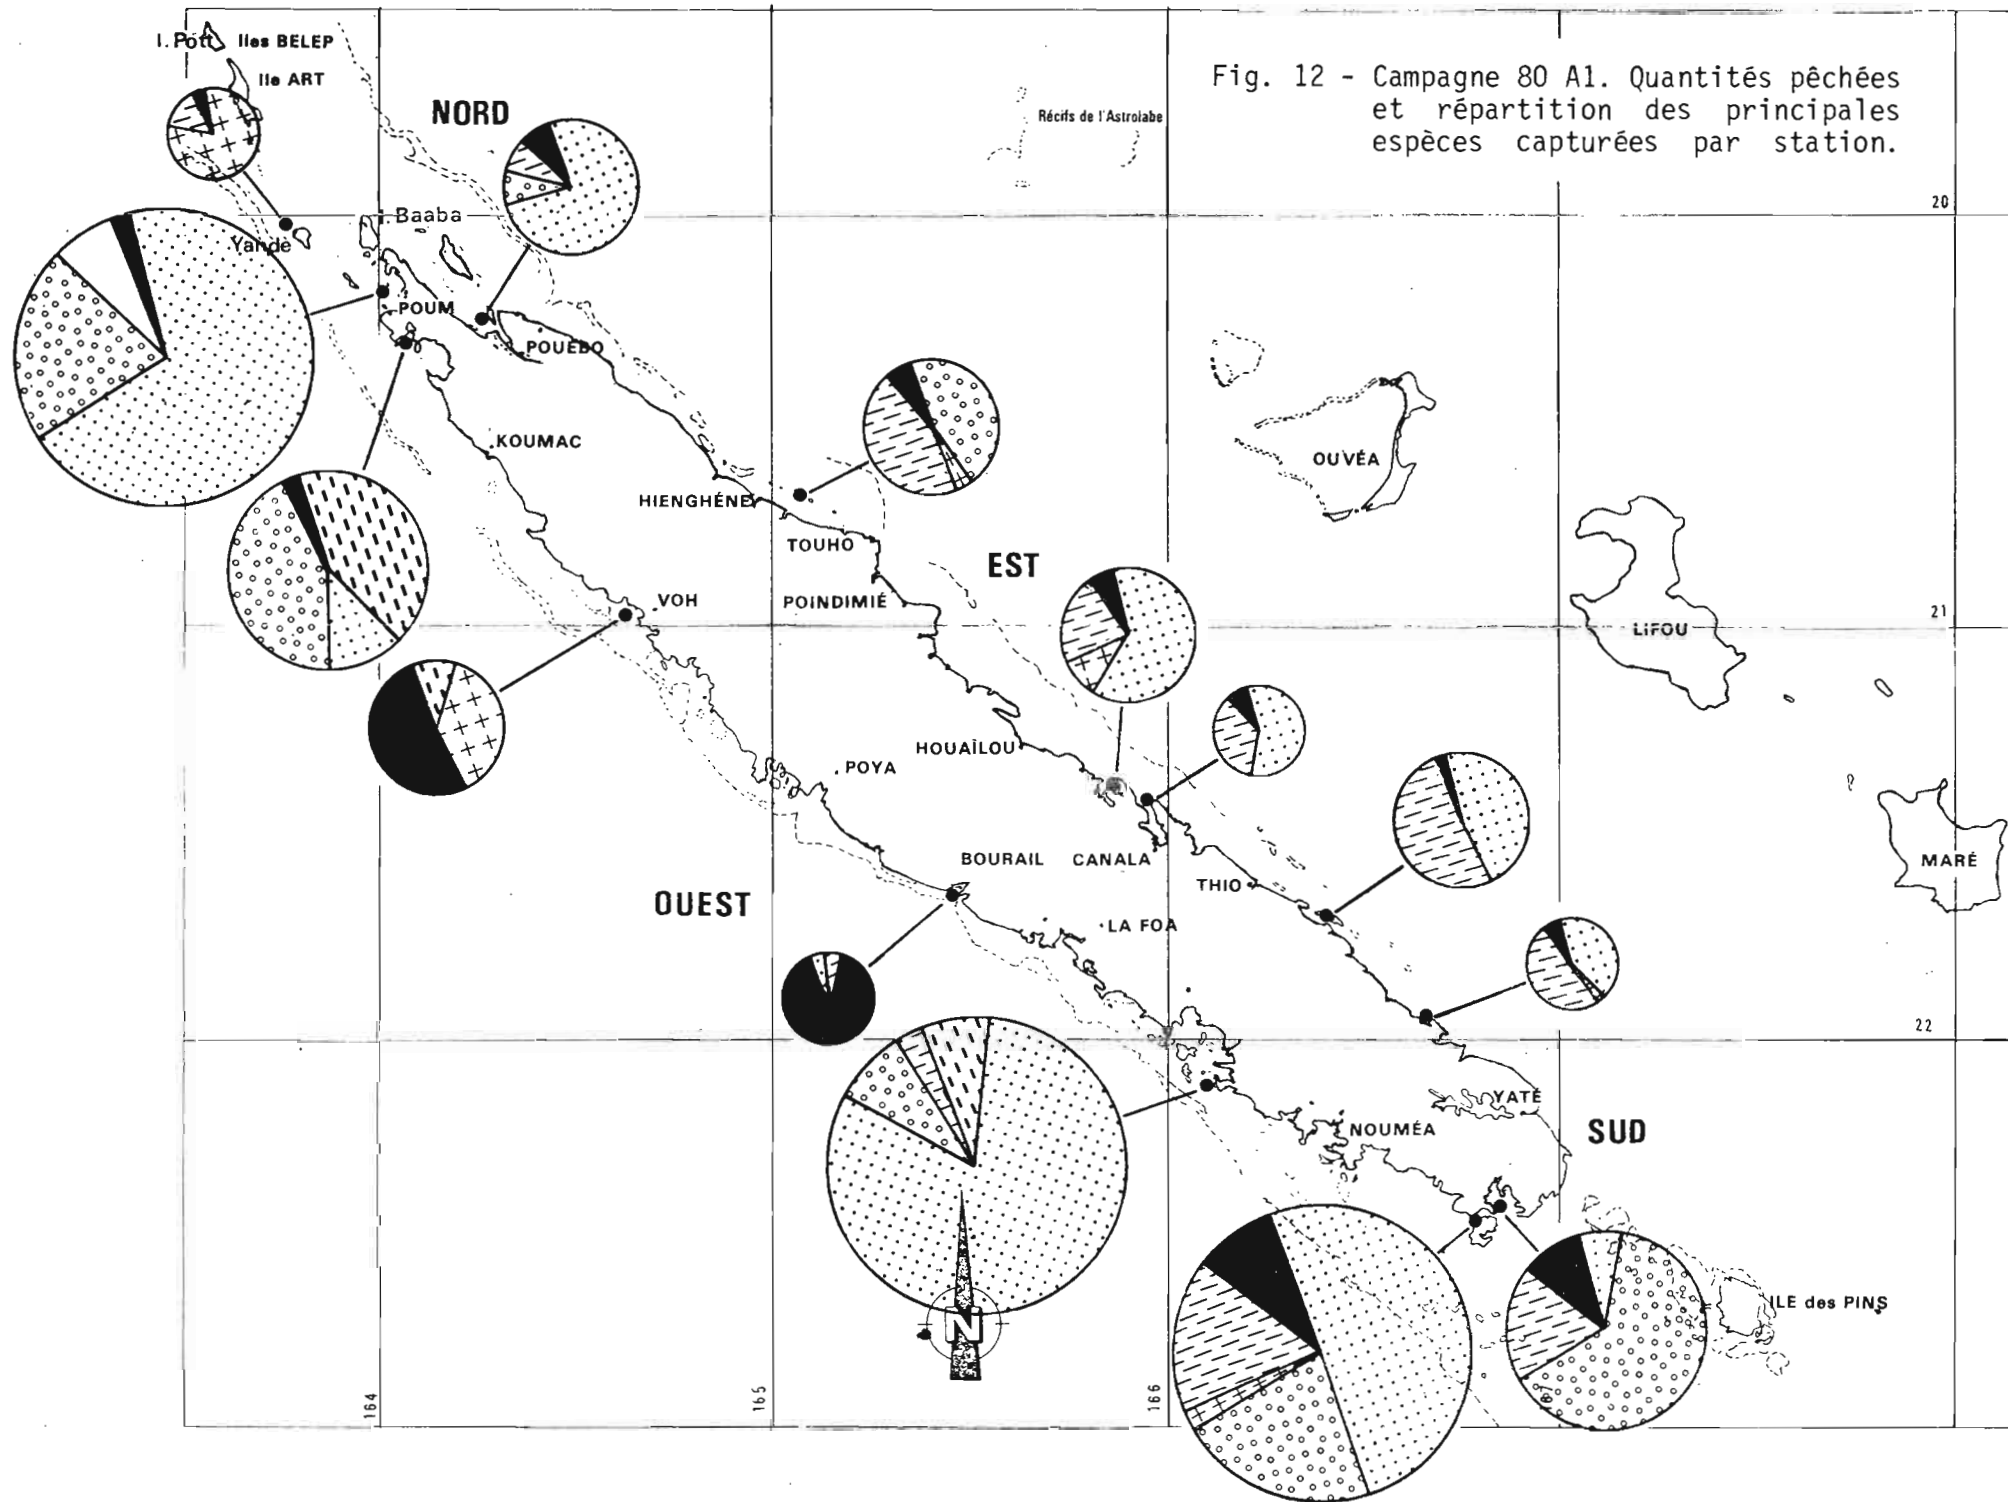 Fig. 12 - Campagne 80 A1. Quantités pêchées
et répartition des principales
espèces capturées par station.
I. Pott
Iles BELEP
Ile ART
NORD
Récifs de l'Astrolabe
20
Baaba
Yande
POUM
POUÉBO
KOUMAC
OUVÉA
HIENGHÉNE
TOUHO
EST
VOH
POINDIMIÉ
21
LIFOU
HOUAÏLOU
POYA
BOURAIL
CANALA
MARÉ
THIO
OUEST
LA FOA
22
YATÉ
NOUMÉA
SUD
ILE des PINS
N
164
165
166